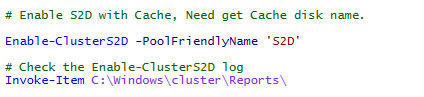 # Enable S2D with Cache, Need get Cache disk name.
Enable-ClusterS2D -PoolFriendlyName 'S2D'
# Check the Enable-ClusterS2D log
Invoke-Item C:\Windows\cluster\Reports\